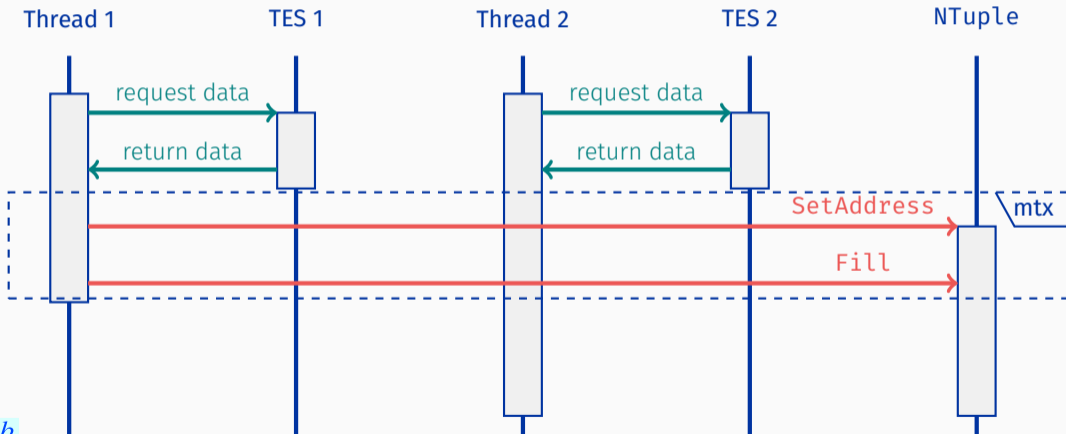 Thread 1
TES 1
Thread 2
TES 2
NTuple
request data
request data
return data
return data
SetAddress
mtx
Fill